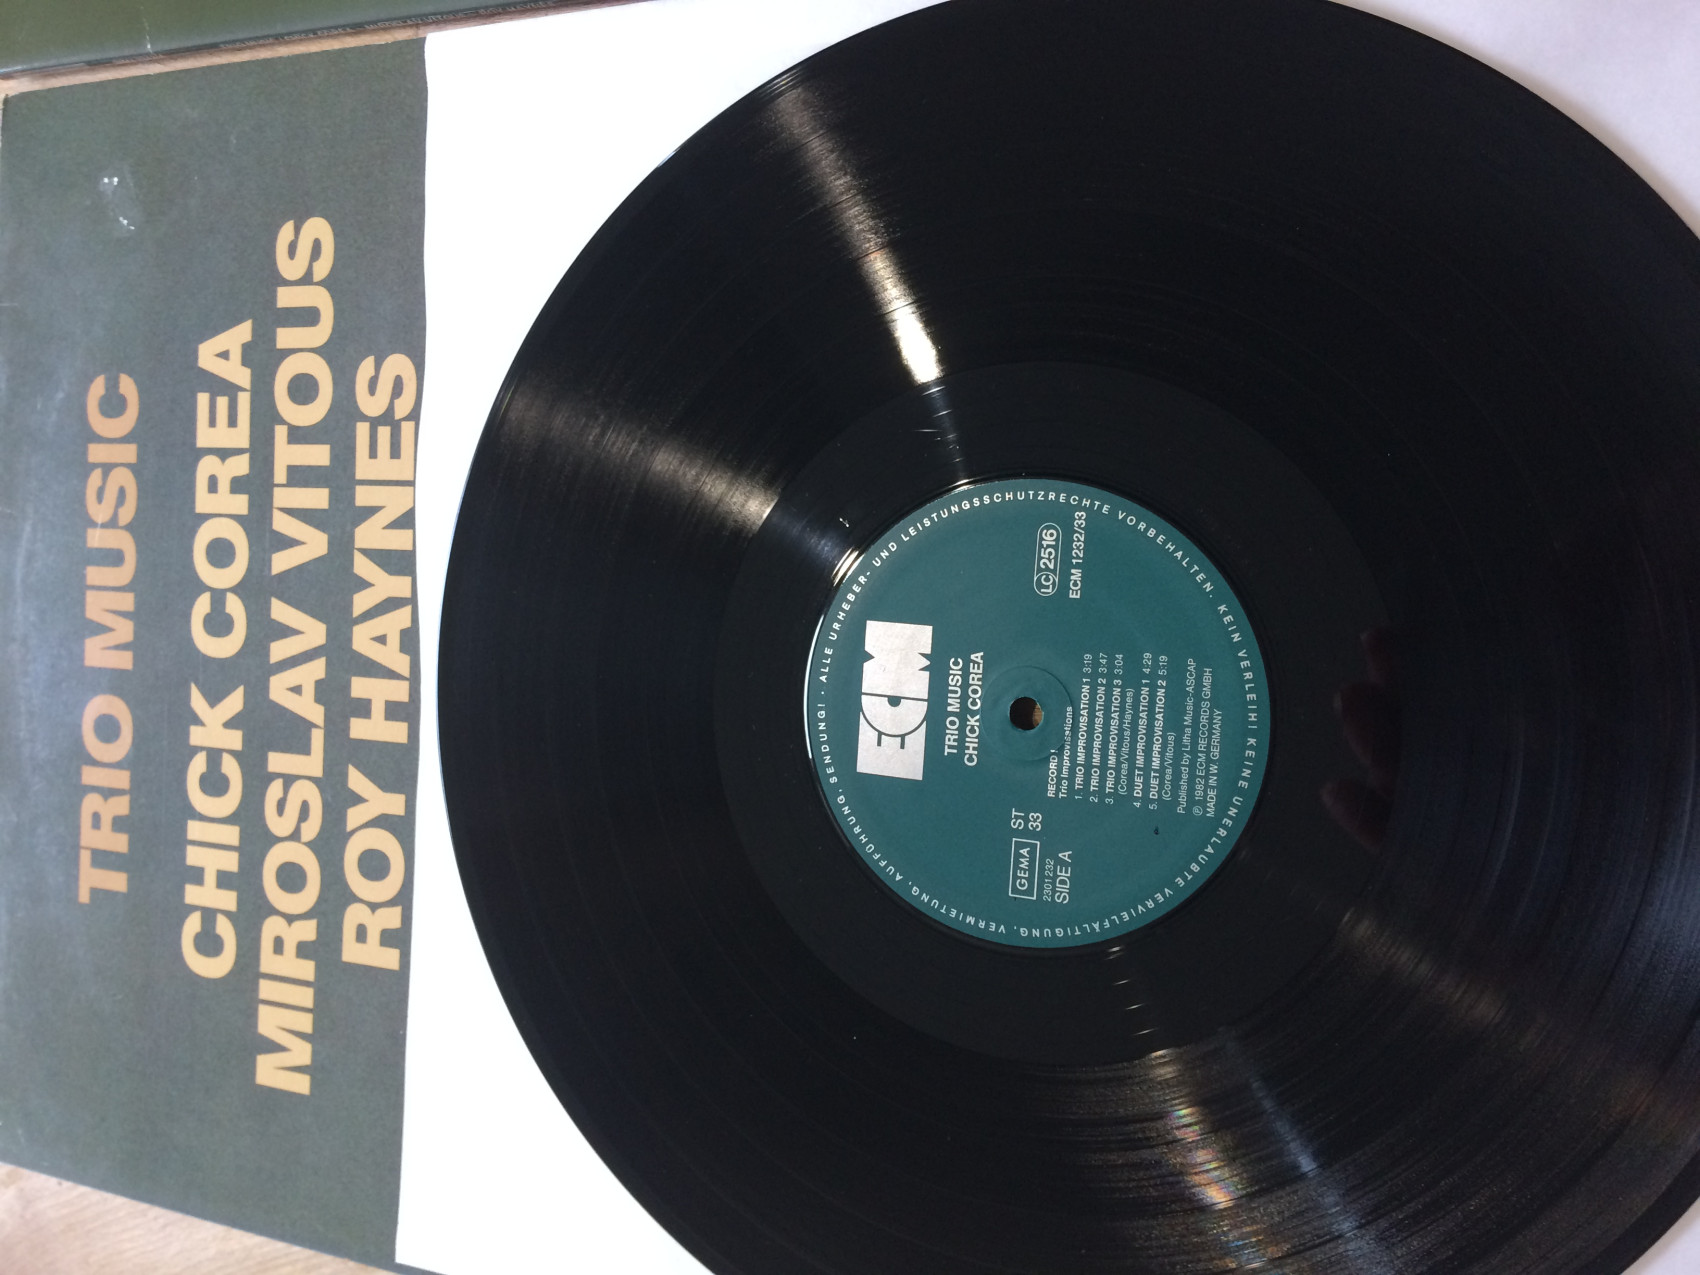 TRIO MUSIC
CHICK COREA
MIROSLAV VITOUS
ROY HAYNES
ECM
TRIO MUSIC
CHICK COREA
GEMA
ST
33
2301 232
SIDE A
LC 2516
ECM 1232/33
RECORD
Trio Improvisations
1. TRIO IMPROVISATION 1 3:19
2. TRIO IMPROVISATION 2 3:47
3. TRIO IMPROVISATION 3 3:04
(Corea/Vitous/Haynes)
4. DUET IMPROVISATION 1 4:29
5. DUET IMPROVISATION 2 5:19
(Corea/Vitous)
Published by Litha Music-ASCAP
℗ 1982 ECM RECORDS GMBH
MADE IN W. GERMANY
ALLE URHEBER- UND LEISTUNGSSCHUTZRECHTE VORBEHALTEN. KEIN VERLEIH! KEINE UNERLAUBTE VERVIELFÄLTIGUNG, VERMIETUNG, AUFFÜHRUNG, SENDUNG! ·